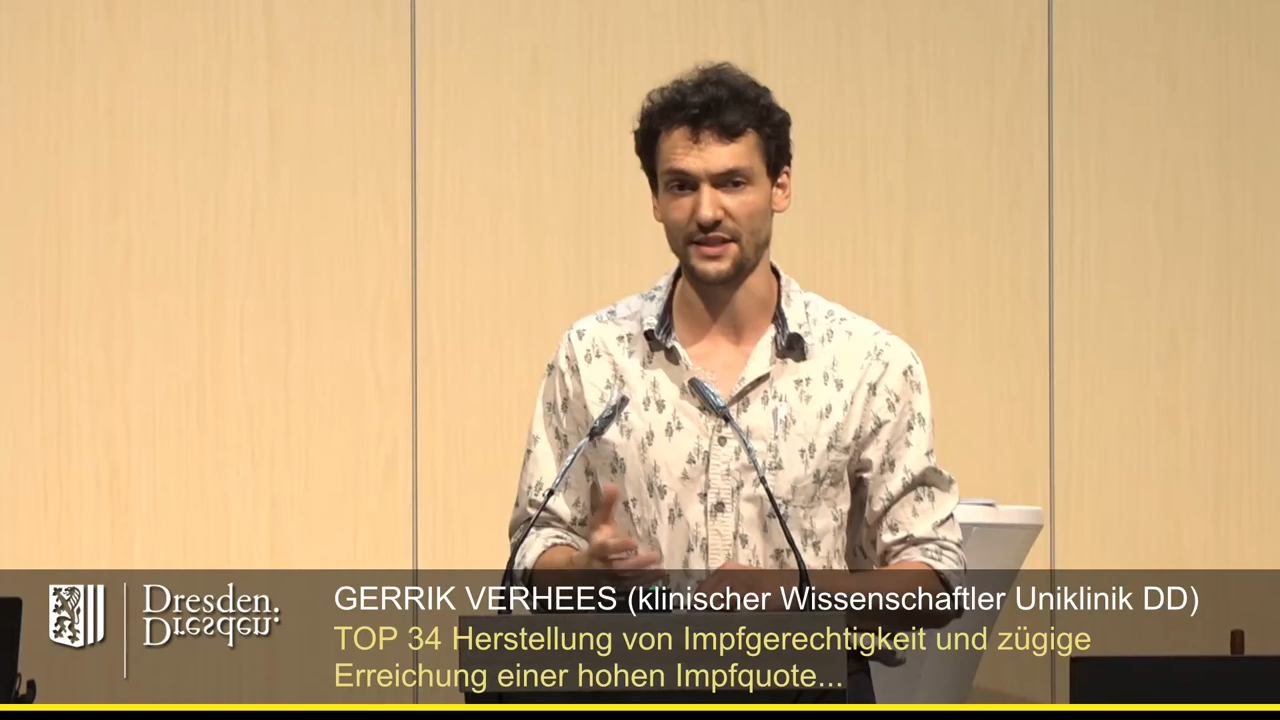 Dresden.
Dresden.
GERRIK VERHEES (klinischer Wissenschaftler Uniklinik DD)
TOP 34 Herstellung von Impfgerechtigkeit und zügige
Erreichung einer hohen Impfquote...